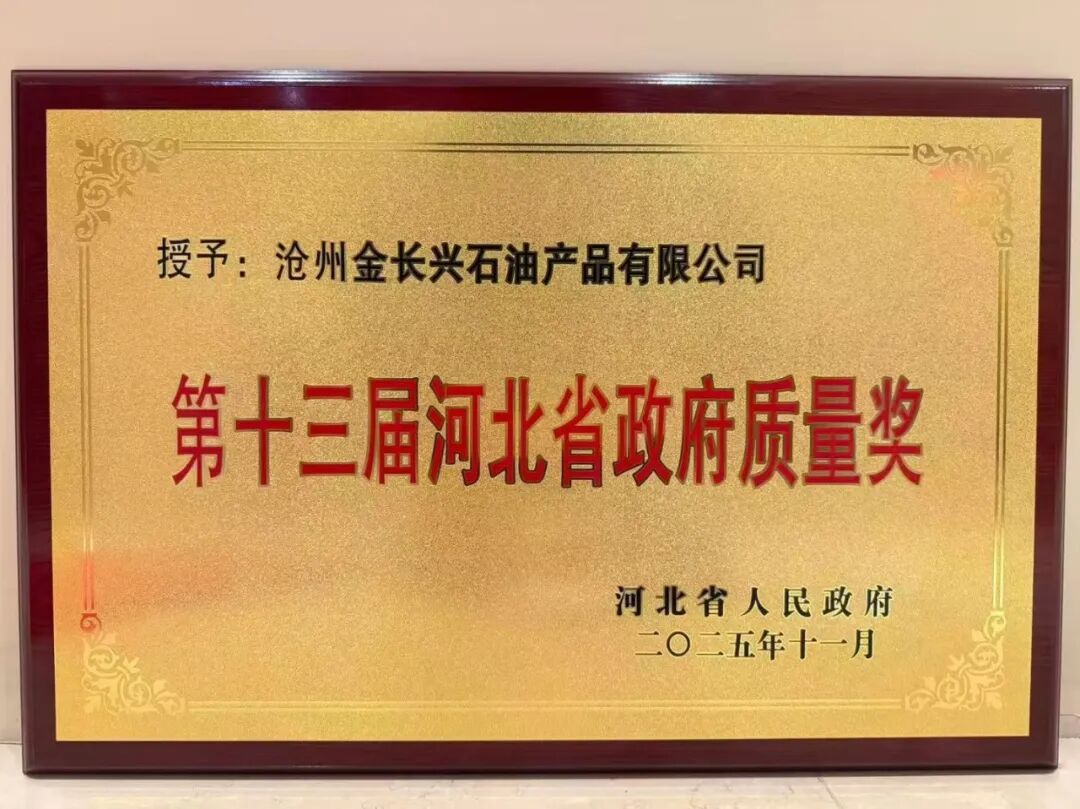 授予：沧州金长兴石油产品有限公司
第十三届河北省政府质量奖
河北省人民政府
二〇二五年十一月